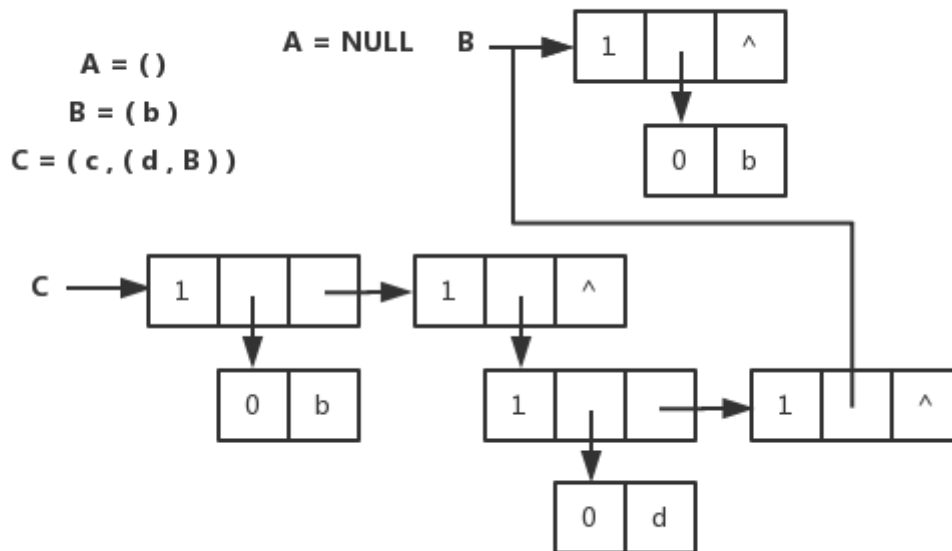 A = NULL B 1 ^
A = ( )
B = ( b )
0 b
C = ( c , ( d , B ) )
C 1 1 ^
0 b 1 1 ^
0 d